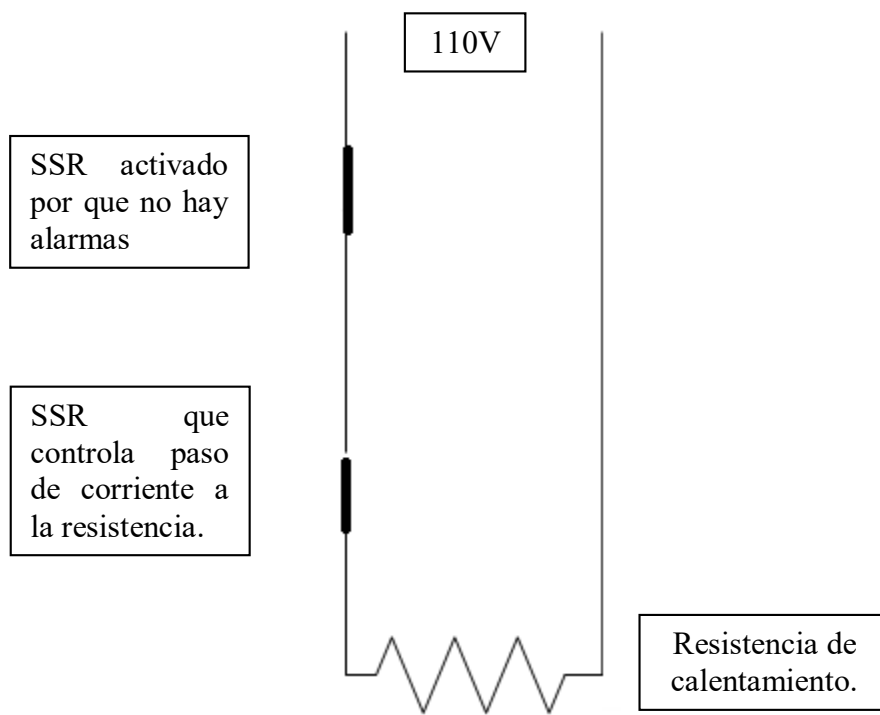 110V
SSR activado
por que no hay
alarmas
SSR que
controla paso
de corriente a
la resistencia.
Resistencia de
calentamiento.